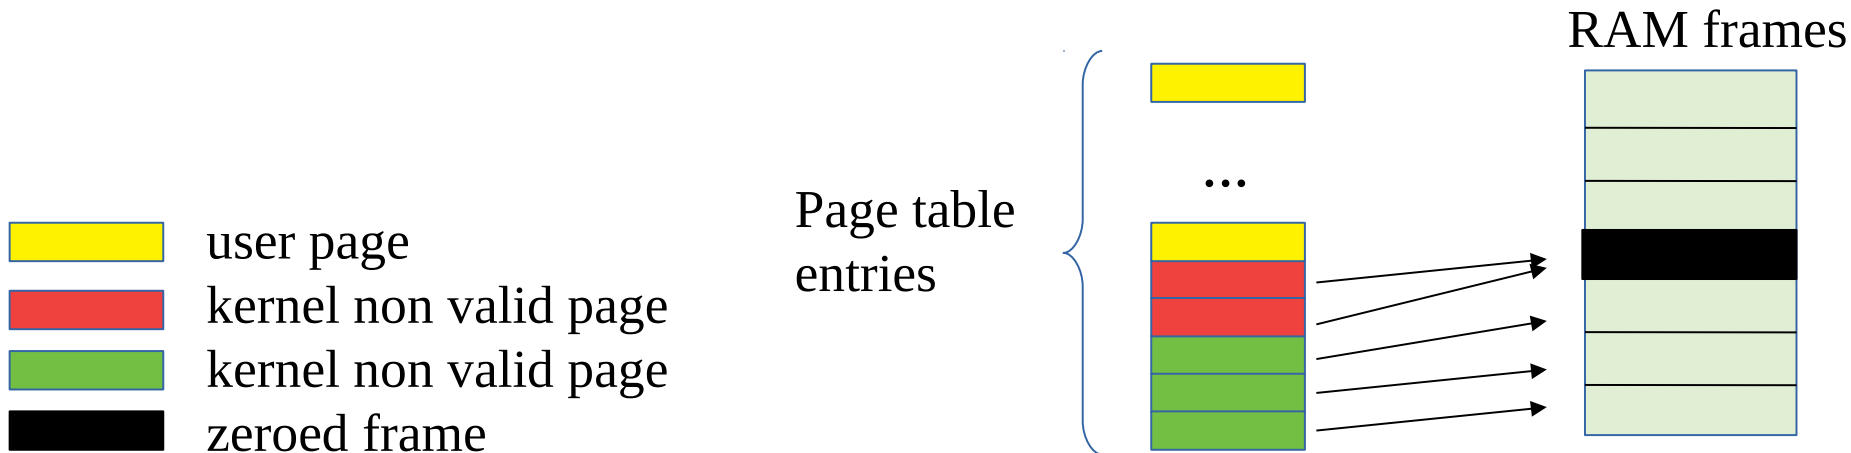 RAM frames
...
Page table
entries
user page
kernel non valid page
kernel non valid page
zeroed frame